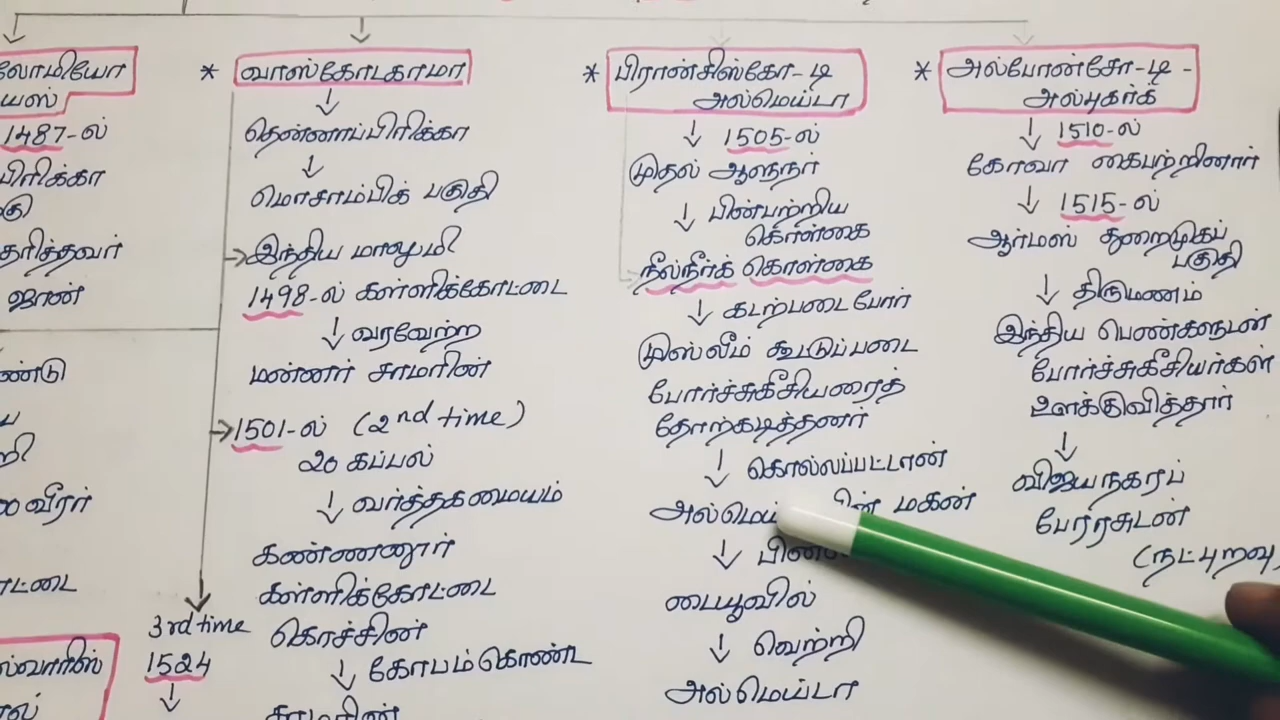 லோமியோ
யஸ்
1487-ல்
பிரிக்கா
குதி
தரித்தவர்
ஜாண்
ண்டு
ய
றி
வீரர்
ட்டை
ல்வாரிஸ்
ரல்
* வாஸ்கோடகாமா
தென்னாப்பிரிக்கா
மொசாம்பிக் பகுதி
இந்திய மாலுமி
1498-ல் கள்ளிக்கோட்டை
வரவேற்ற
மன்னர் சாமரின்
1501-ல் (2nd time)
20 கப்பல்
வர்த்தகமையம்
கண்ணனூர்
கள்ளிக்கோட்டை
கொச்சின்
கோபம்கொண்ட
சாமரின்
3rd time
1524
* பிரான்சிஸ்கோ-டி
அல்மெய்டா
1505-ல்
முதல் ஆளுநர்
பின்பற்றிய
கொள்கை
நீல்நீர்க் கொள்கை
கடற்படைபோர்
முஸ்லீம் கூட்டுப்படை
போர்ச்சுகீசியரைத்
தோற்கடித்தனர்
கொல்லப்பட்டான்
அல்மெய் ின் மகன்
பின்
பையூவில்
வெற்றி
அல்மெய்டா
* அல்போன்சோ-டி-
அல்புகர்க்
1510-ல்
கோவா கைபற்றினார்
1515-ல்
ஆர்மஸ் துறைமுகப்
பகுதி
திருமணம்
இந்திய பெண்களுடன்
போர்ச்சுகீசியர்கள்
ஊக்குவித்தார்
விஜயநகரப்
பேரரசுடன்
(நட்புறவு)